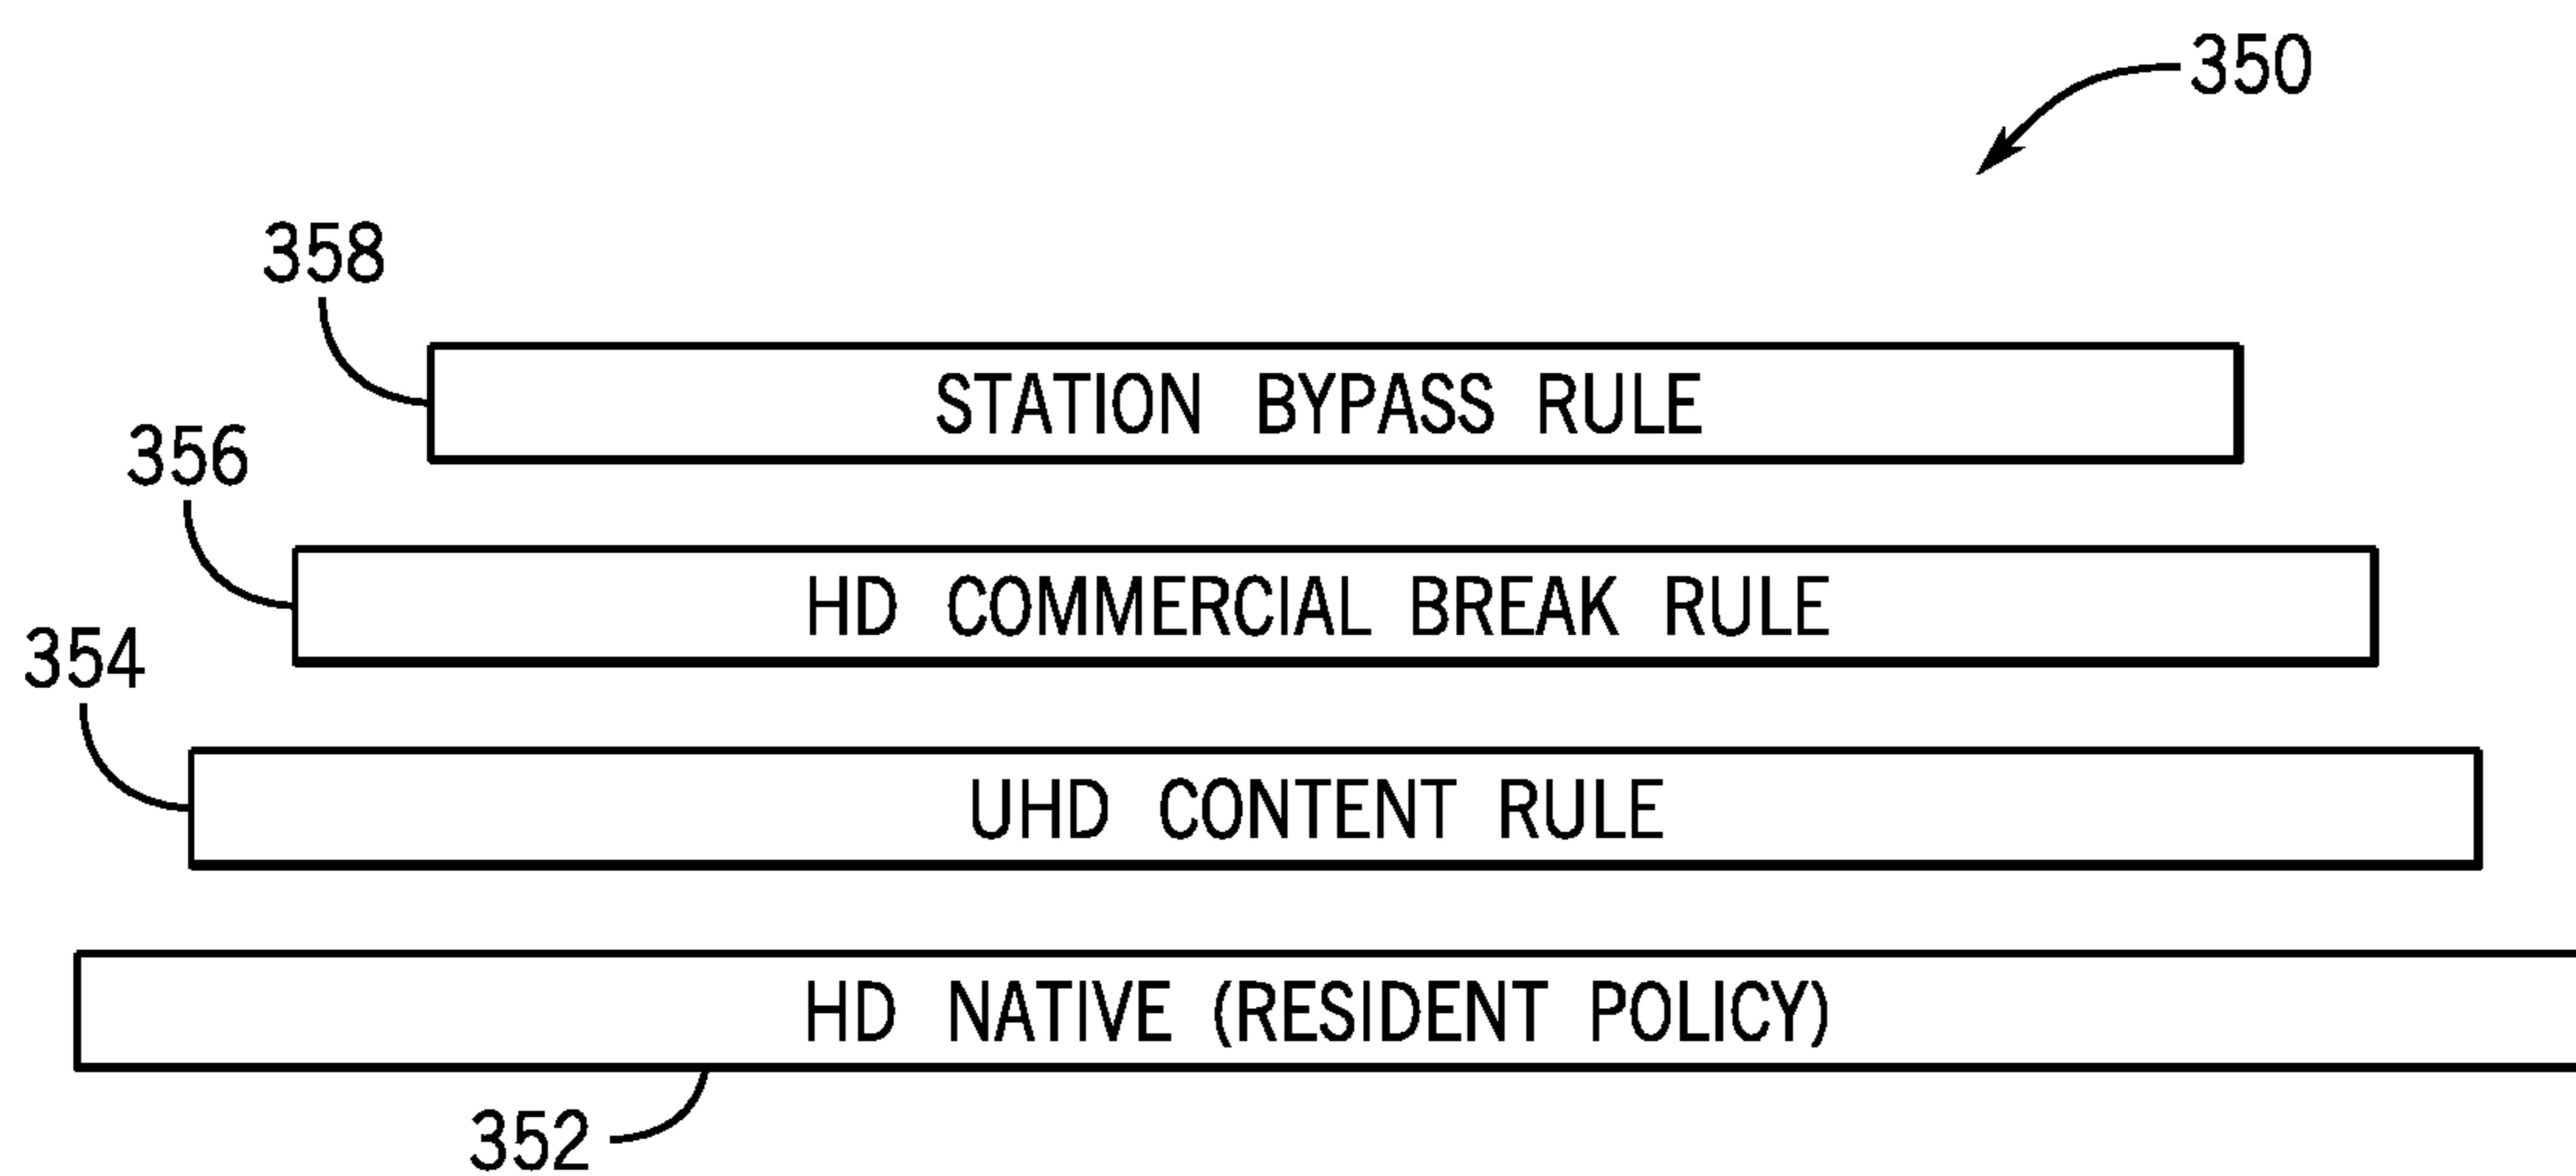 350
358
STATION BYPASS RULE
356
HD COMMERCIAL BREAK RULE
354
UHD CONTENT RULE
HD NATIVE (RESIDENT POLICY)
352